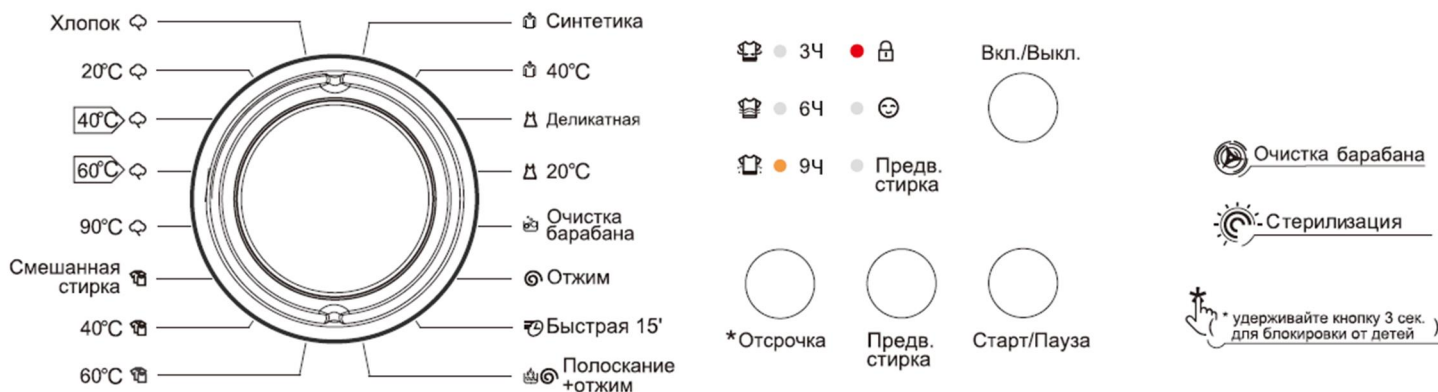 Хлопок
20°C
40°C
60°C
90°C
Смешанная
стирка
40°C
60°C
Синтетика
40°C
Деликатная
20°C
Очистка
барабана
Отжим
Быстрая 15'
Полоскание
+отжим
3Ч
6Ч
9Ч
Предв.
стирка
Вкл./Выкл.
*Отсрочка
Предв.
стирка
Старт/Пауза
Очистка барабана
Стерилизация
*
* удерживайте кнопку 3 сек.
для блокировки от детей